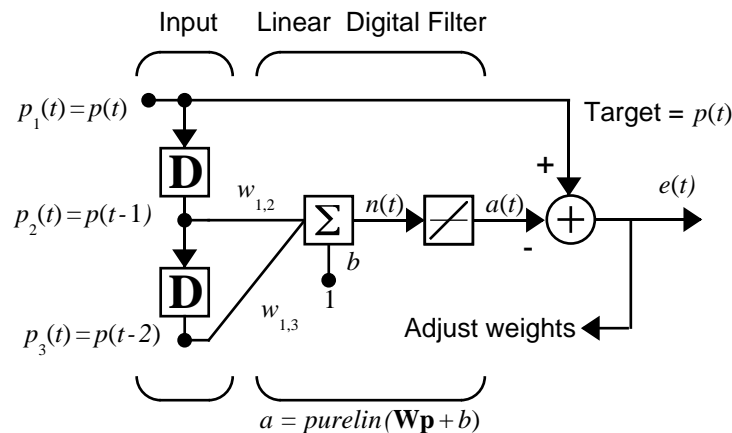 Input
Linear Digital Filter
p1(t) = p(t)
Target = p(t)
D
+
e(t)
w1,2
n(t)
a(t)
p2(t) = p(t-1)
Σ
+
-
b
D
1
w1,3
Adjust weights
p3(t) = p(t-2)
a = purelin(Wp + b)